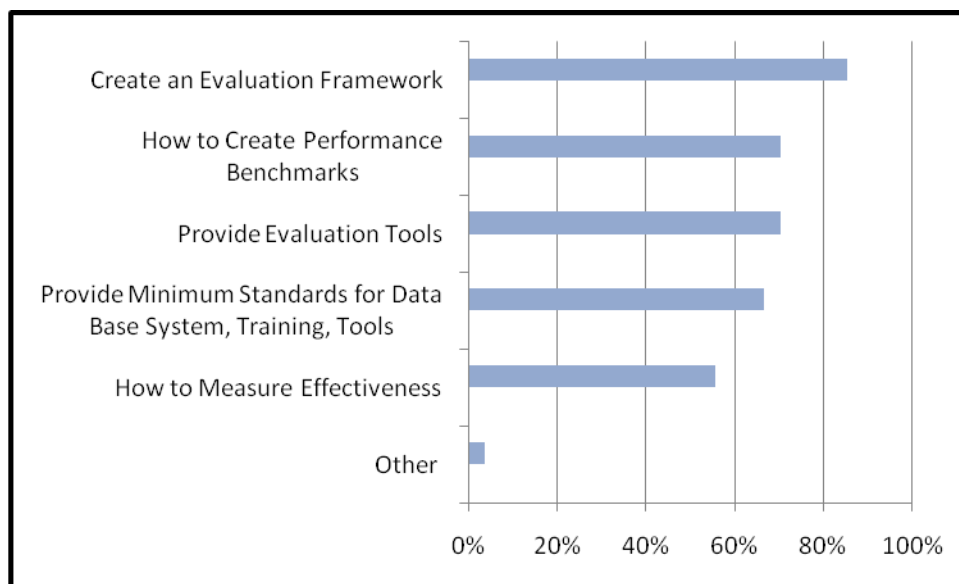 Create an Evaluation Framework
How to Create Performance
Benchmarks
Provide Evaluation Tools
Provide Minimum Standards for Data
Base System, Training, Tools
How to Measure Effectiveness
Other
0% 20% 40% 60% 80% 100%